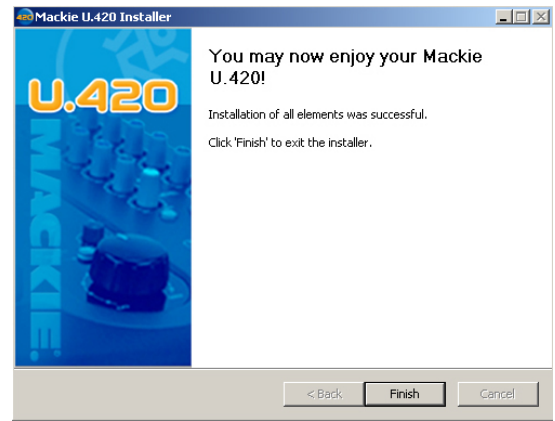 420 Mackie U.420 Installer
U.420
MACKIE.
You may now enjoy your Mackie
U.420!
Installation of all elements was successful.
Click 'Finish' to exit the installer.
< Back Finish Cancel